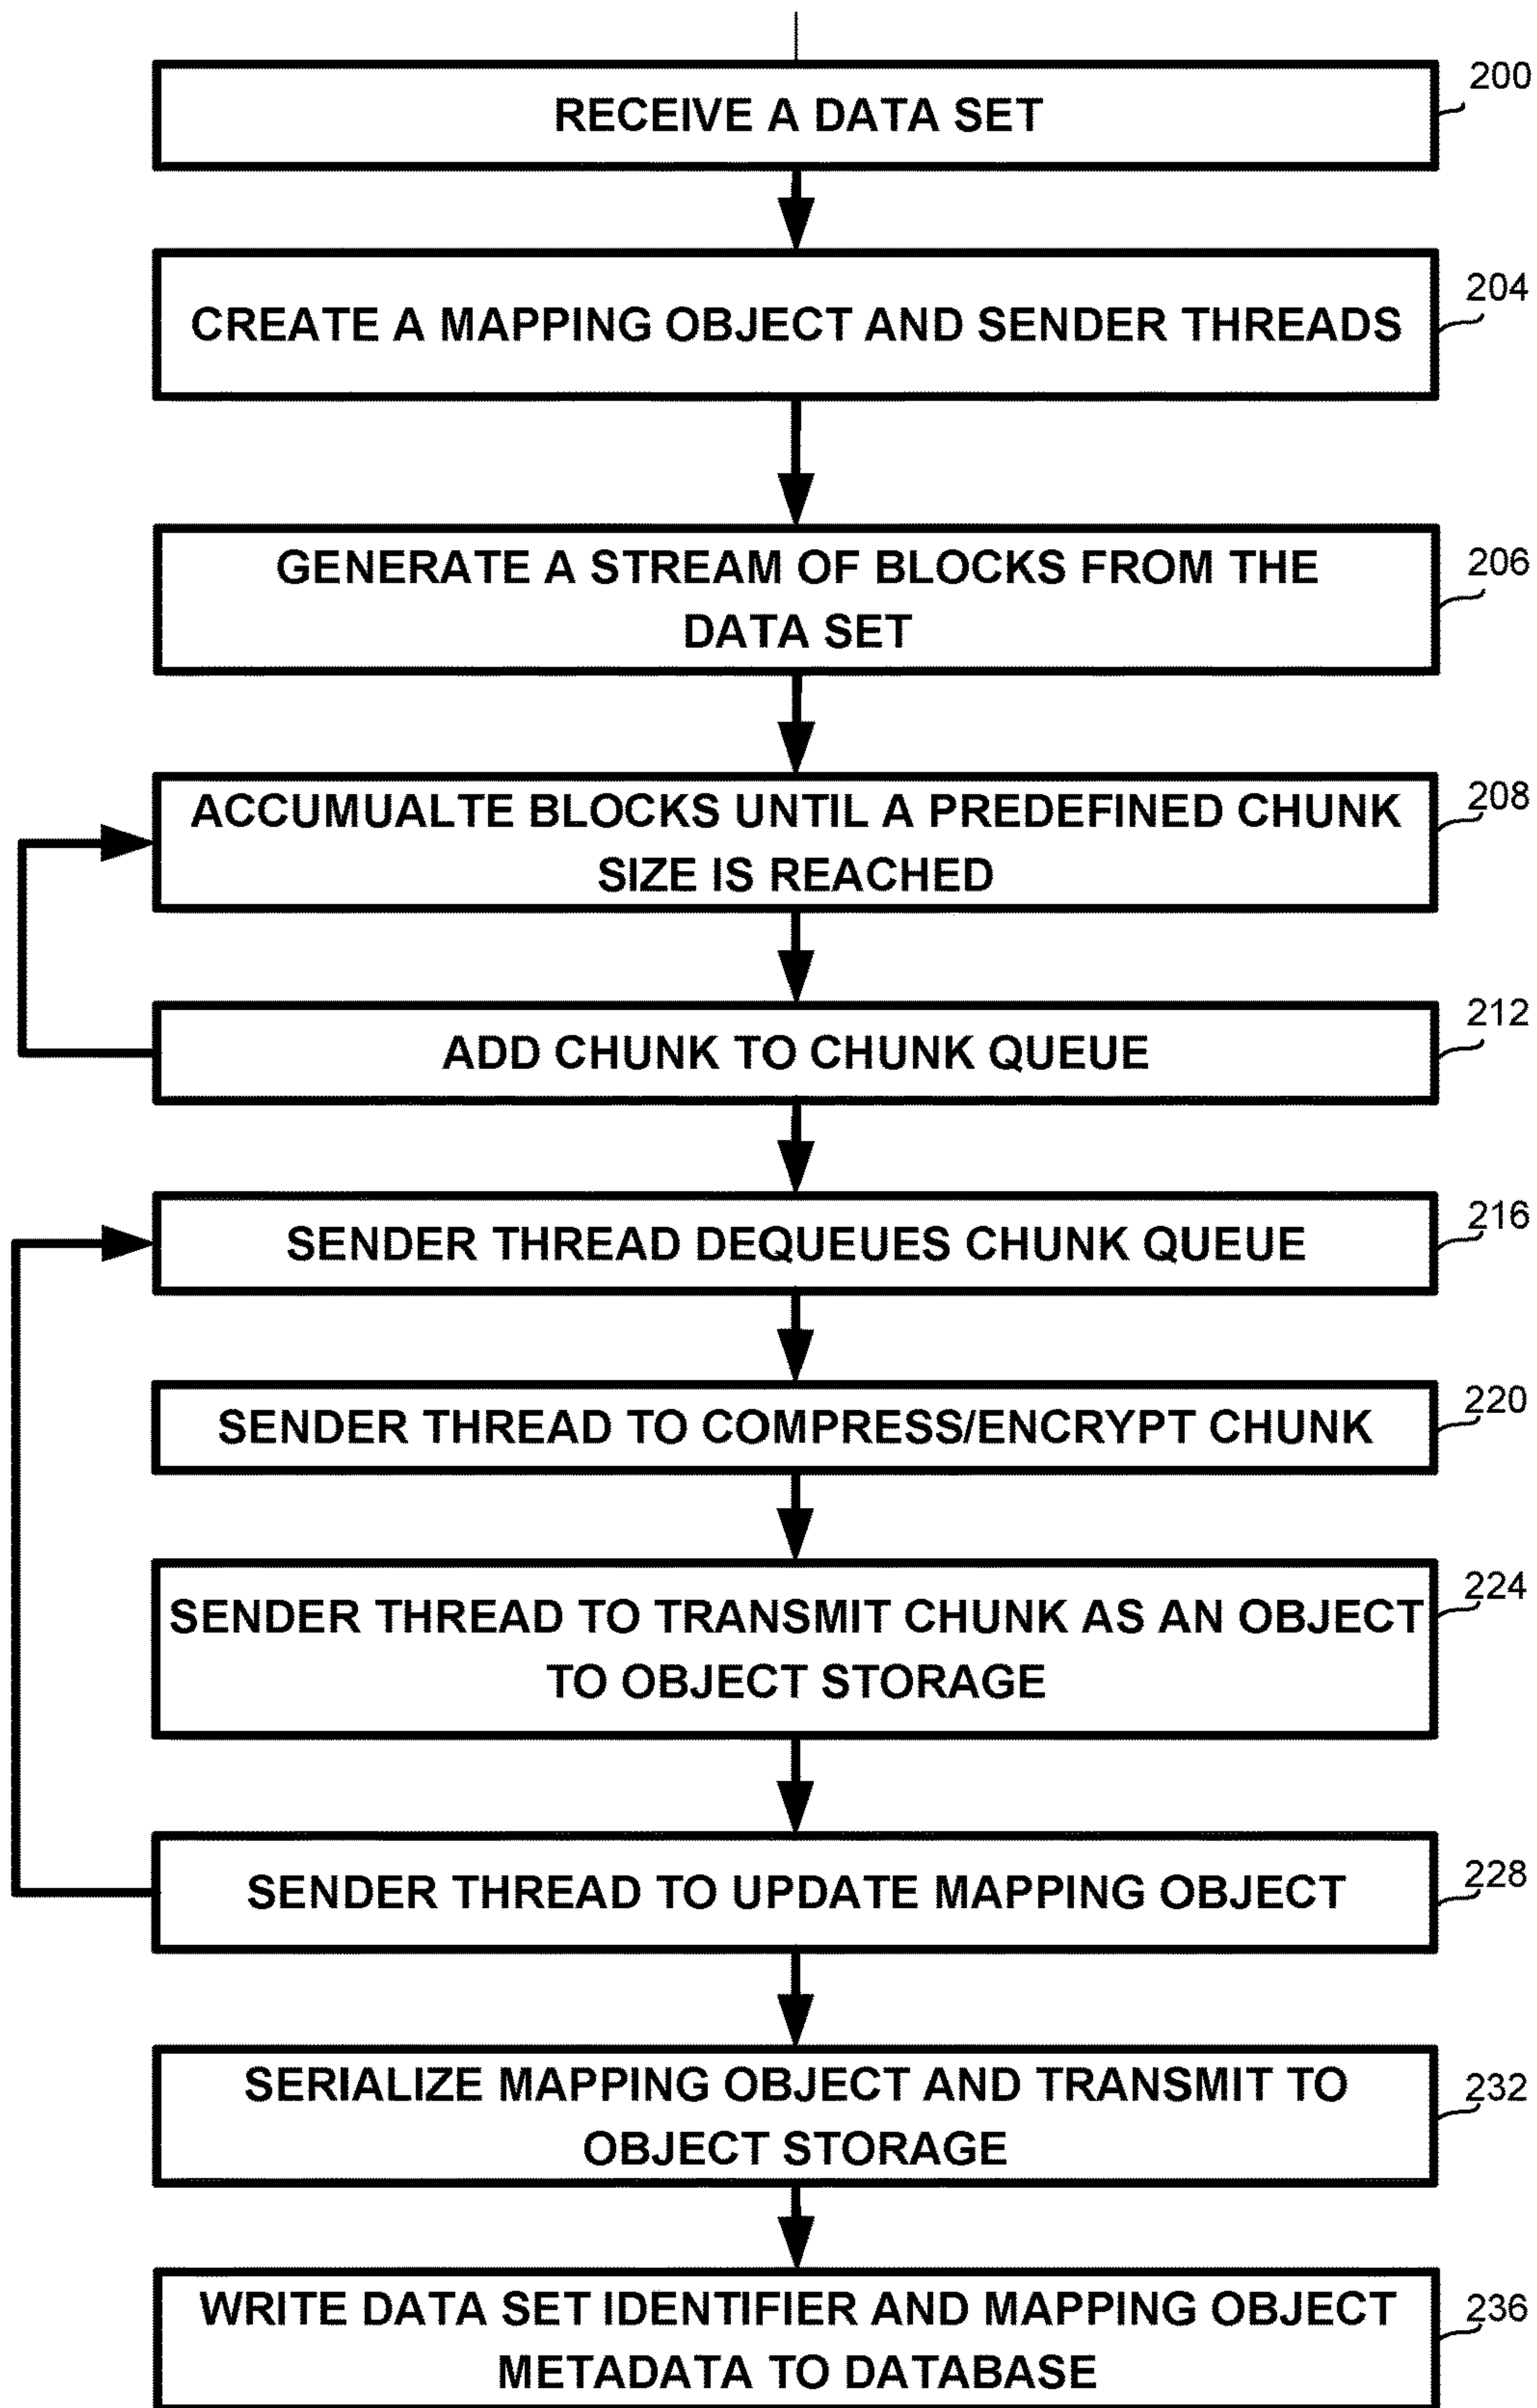 200
RECEIVE A DATA SET
204
CREATE A MAPPING OBJECT AND SENDER THREADS
206
GENERATE A STREAM OF BLOCKS FROM THE
DATA SET
208
ACCUMUALTE BLOCKS UNTIL A PREDEFINED CHUNK
SIZE IS REACHED
212
ADD CHUNK TO CHUNK QUEUE
216
SENDER THREAD DEQUEUES CHUNK QUEUE
220
SENDER THREAD TO COMPRESS/ENCRYPT CHUNK
224
SENDER THREAD TO TRANSMIT CHUNK AS AN OBJECT
TO OBJECT STORAGE
228
SENDER THREAD TO UPDATE MAPPING OBJECT
232
SERIALIZE MAPPING OBJECT AND TRANSMIT TO
OBJECT STORAGE
236
WRITE DATA SET IDENTIFIER AND MAPPING OBJECT
METADATA TO DATABASE